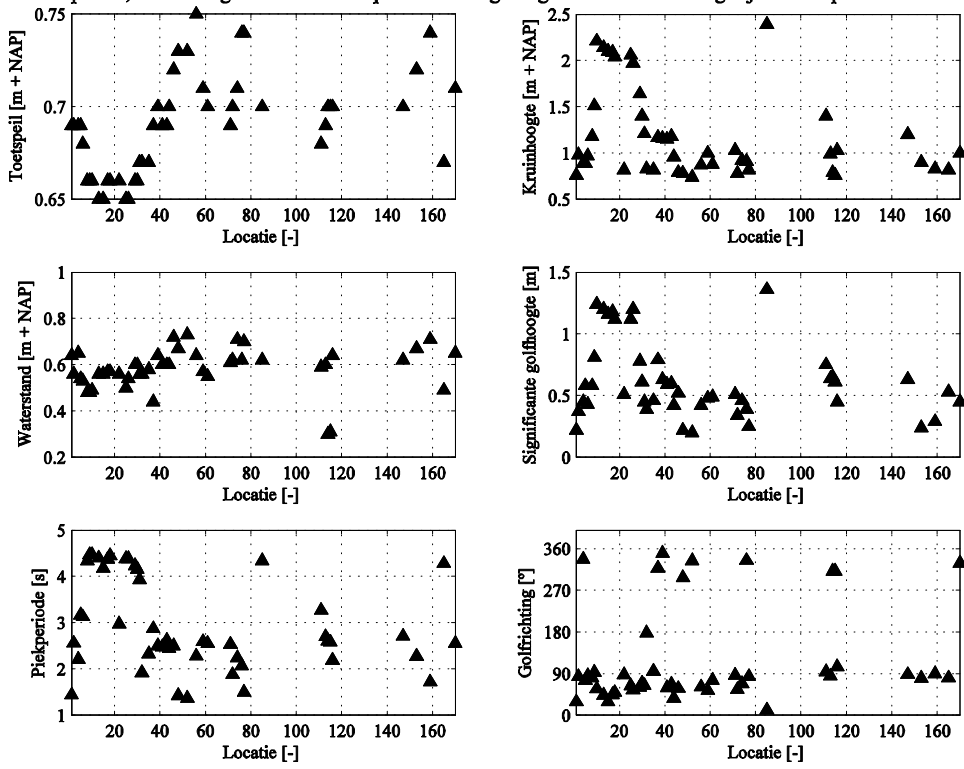 0.75
0.7
0.65
Toetspeil [m + NAP]
20 40 60 80 100 120 140 160
Locatie [-]
2.5
2
1.5
1
0.5
Kruinhoogte [m + NAP]
20 40 60 80 100 120 140 160
Locatie [-]
1
0.8
0.6
0.4
0.2
Waterstand [m + NAP]
20 40 60 80 100 120 140 160
Locatie [-]
1.5
1
0.5
0
Significante golfhoogte [m]
20 40 60 80 100 120 140 160
Locatie [-]
5
4
3
2
1
Piekperiode [s]
20 40 60 80 100 120 140 160
Locatie [-]
360
270
180
90
0
Golfrichting [°]
20 40 60 80 100 120 140 160
Locatie [-]